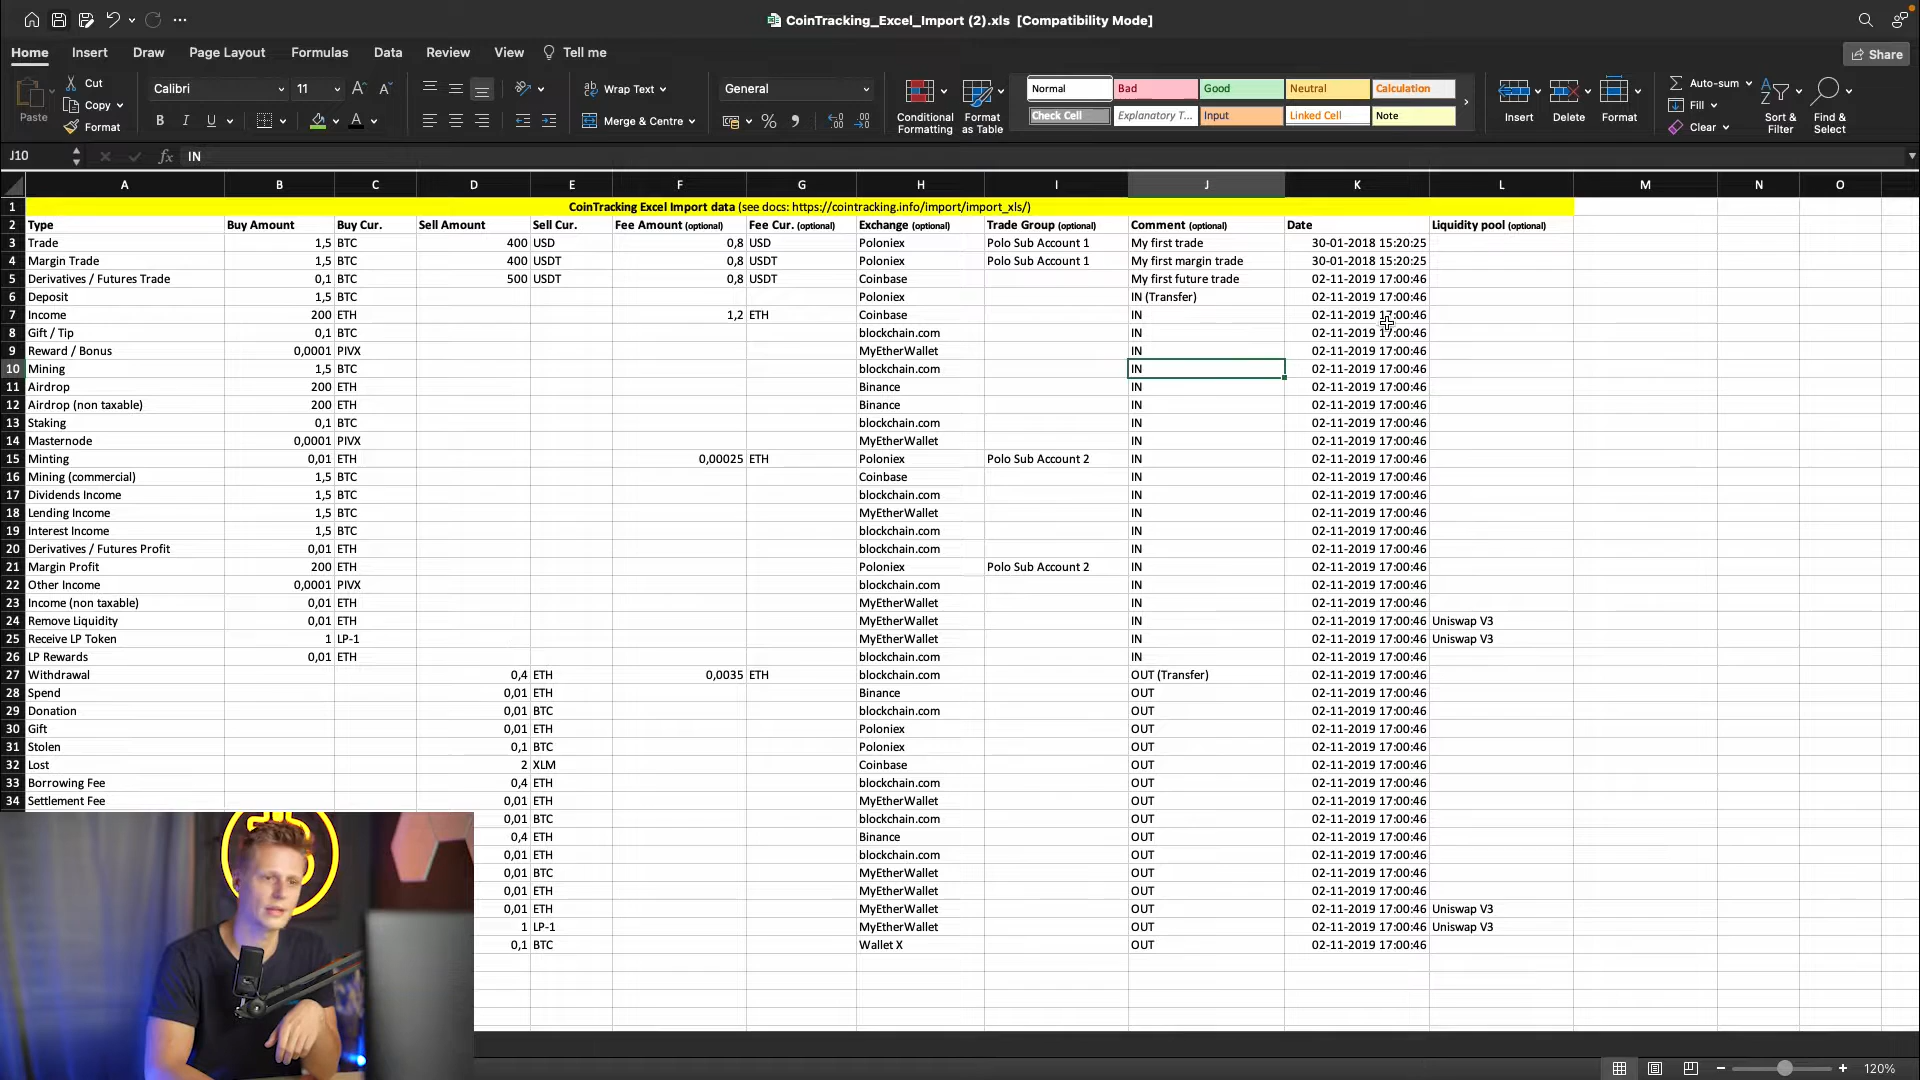 CoinTracking_Excel_Import (2).xls [Compatibility Mode]
Home Insert Draw Page Layout Formulas Data Review View Tell me Share
Paste Cut Copy Format Calibri 11 Wrap Text Merge & Centre General Conditional Formatting Format as Table Normal Bad Good Neutral Calculation Check Cell Explanatory T... Input Linked Cell Note Insert Delete Format Auto-sum Fill Clear Sort & Filter Find & Select
J10 fx IN
A B C D E F G H I J K L M N O
1 CoinTracking Excel Import data (see docs: https://cointracking.info/import/import_xls/)
2 Type Buy Amount Buy Cur. Sell Amount Sell Cur. Fee Amount (optional) Fee Cur. (optional) Exchange (optional) Trade Group (optional) Comment (optional) Date Liquidity pool (optional)
3 Trade 1,5 BTC 400 USD 0,8 USD Poloniex Polo Sub Account 1 My first trade 30-01-2018 15:20:25
4 Margin Trade 1,5 BTC 400 USDT 0,8 USDT Poloniex Polo Sub Account 1 My first margin trade 30-01-2018 15:20:25
5 Derivatives / Futures Trade 0,1 BTC 500 USDT 0,8 USDT Coinbase My first future trade 02-11-2019 17:00:46
6 Deposit 1,5 BTC Poloniex IN (Transfer) 02-11-2019 17:00:46
7 Income 200 ETH 1,2 ETH Coinbase IN 02-11-2019 17:00:46
8 Gift / Tip 0,1 BTC blockchain.com IN 02-11-2019 17:00:46
9 Reward / Bonus 0,0001 PIVX MyEtherWallet IN 02-11-2019 17:00:46
10 Mining 1,5 BTC blockchain.com IN 02-11-2019 17:00:46
11 Airdrop 200 ETH Binance IN 02-11-2019 17:00:46
12 Airdrop (non taxable) 200 ETH Binance IN 02-11-2019 17:00:46
13 Staking 0,1 BTC blockchain.com IN 02-11-2019 17:00:46
14 Masternode 0,0001 PIVX MyEtherWallet IN 02-11-2019 17:00:46
15 Minting 0,01 ETH 0,00025 ETH Poloniex Polo Sub Account 2 IN 02-11-2019 17:00:46
16 Mining (commercial) 1,5 BTC Coinbase IN 02-11-2019 17:00:46
17 Dividends Income 1,5 BTC blockchain.com IN 02-11-2019 17:00:46
18 Lending Income 1,5 BTC MyEtherWallet IN 02-11-2019 17:00:46
19 Interest Income 1,5 BTC blockchain.com IN 02-11-2019 17:00:46
20 Derivatives / Futures Profit 0,01 ETH blockchain.com IN 02-11-2019 17:00:46
21 Margin Profit 200 ETH Poloniex Polo Sub Account 2 IN 02-11-2019 17:00:46
22 Other Income 0,0001 PIVX blockchain.com IN 02-11-2019 17:00:46
23 Income (non taxable) 0,01 ETH MyEtherWallet IN 02-11-2019 17:00:46
24 Remove Liquidity 0,01 ETH MyEtherWallet IN 02-11-2019 17:00:46 Uniswap V3
25 Receive LP Token 1 LP-1 MyEtherWallet IN 02-11-2019 17:00:46 Uniswap V3
26 LP Rewards 0,01 ETH blockchain.com IN 02-11-2019 17:00:46
27 Withdrawal 0,4 ETH 0,0035 ETH blockchain.com OUT (Transfer) 02-11-2019 17:00:46
28 Spend 0,01 ETH Binance OUT 02-11-2019 17:00:46
29 Donation 0,01 BTC blockchain.com OUT 02-11-2019 17:00:46
30 Gift 0,01 ETH Poloniex OUT 02-11-2019 17:00:46
31 Stolen 0,1 BTC Poloniex OUT 02-11-2019 17:00:46
32 Lost 2 XLM Coinbase OUT 02-11-2019 17:00:46
33 Borrowing Fee 0,4 ETH blockchain.com OUT 02-11-2019 17:00:46
34 Settlement Fee 0,01 ETH MyEtherWallet OUT 02-11-2019 17:00:46
0,01 BTC blockchain.com OUT 02-11-2019 17:00:46
0,4 ETH Binance OUT 02-11-2019 17:00:46
0,01 ETH blockchain.com OUT 02-11-2019 17:00:46
0,01 BTC MyEtherWallet OUT 02-11-2019 17:00:46
0,01 ETH MyEtherWallet OUT 02-11-2019 17:00:46
0,01 ETH MyEtherWallet OUT 02-11-2019 17:00:46 Uniswap V3
1 LP-1 MyEtherWallet OUT 02-11-2019 17:00:46 Uniswap V3
0,1 BTC Wallet X OUT 02-11-2019 17:00:46
120%